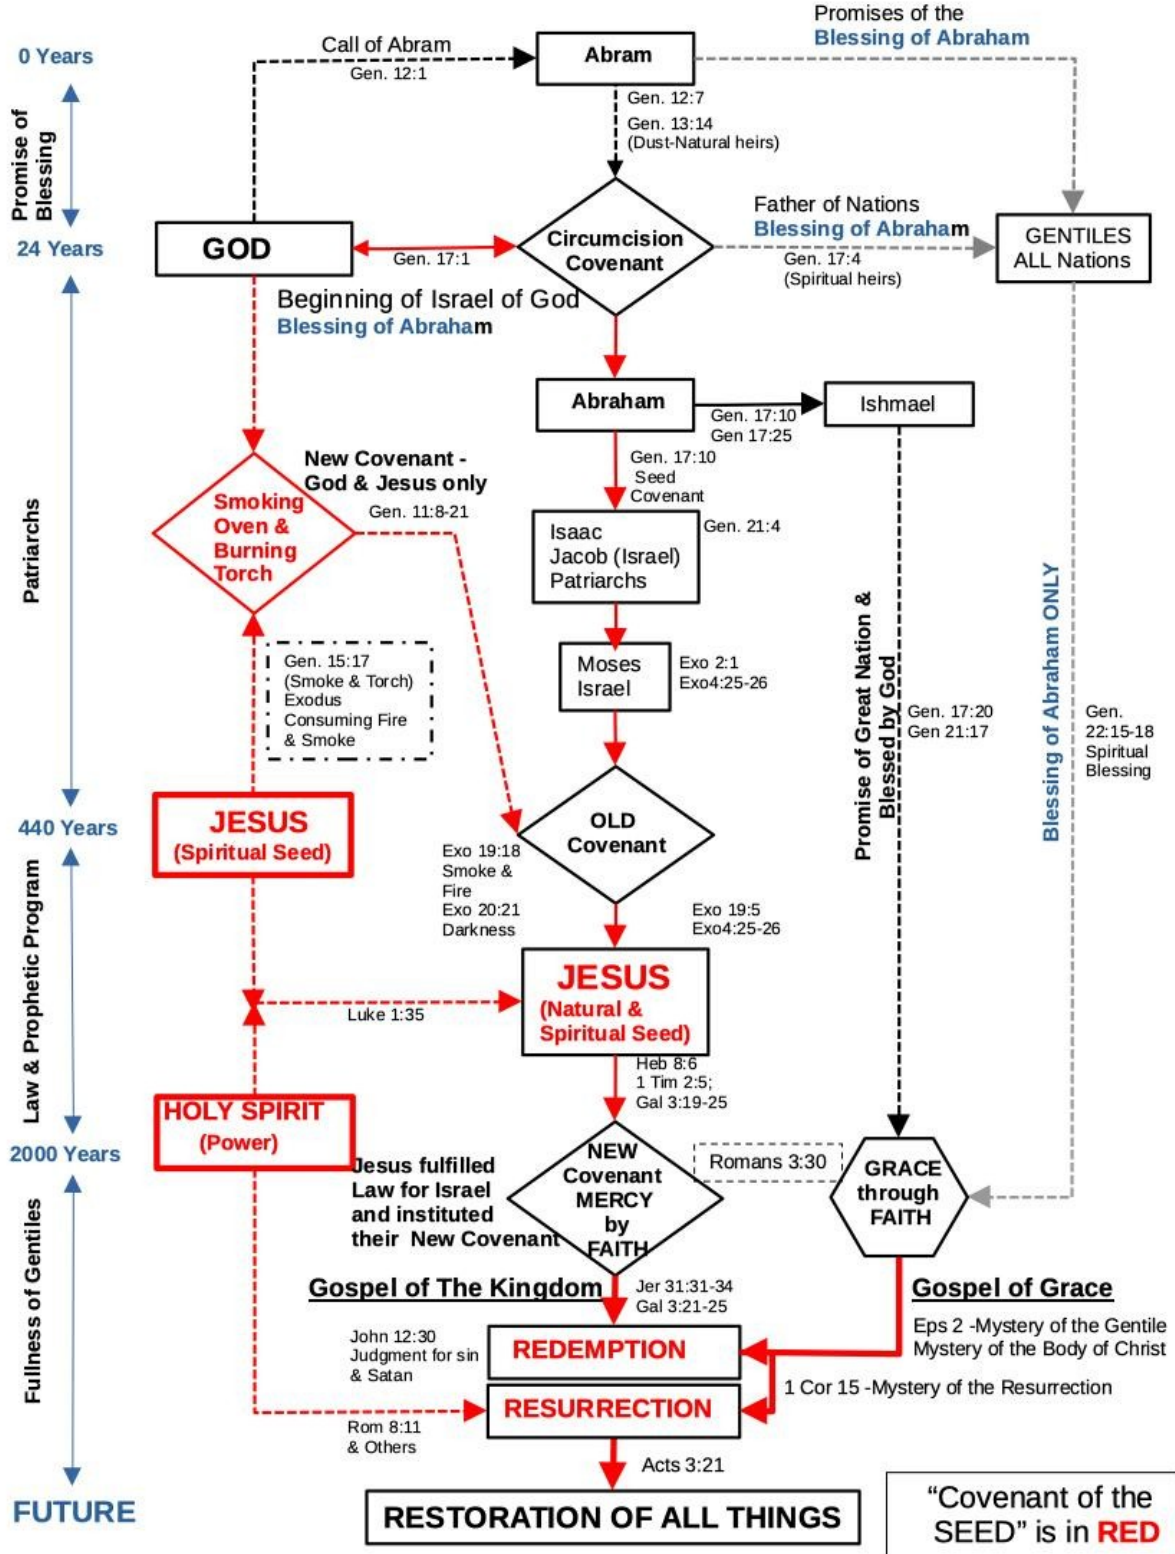 0 Years
Promise of
Blessing
24 Years
Patriarchs
440 Years
Law & Prophetic Program
2000 Years
Fullness of Gentiles
FUTURE
Call of Abram
Gen. 12:1
Abram
Promises of the
Blessing of Abraham
Gen. 12:7
Gen. 13:14
(Dust-Natural heirs)
GOD
Gen. 17:1
Circumcision
Covenant
Father of Nations
Blessing of Abraham
Gen. 17:4
(Spiritual heirs)
GENTILES
ALL Nations
Beginning of Israel of God
Blessing of Abraham
Abraham
Gen. 17:10
Gen 17:25
Ishmael
Gen. 17:10
Seed
Covenant
New Covenant -
God & Jesus only
Gen. 11:8-21
Smoking
Oven &
Burning
Torch
Isaac
Jacob (Israel)
Patriarchs
Gen. 21:4
Moses
Israel
Exo 2:1
Exo4:25-26
Gen. 15:17
(Smoke & Torch)
Exodus
Consuming Fire
& Smoke
Promise of Great Nation &
Blessed by God
Gen. 17:20
Gen 21:17
Blessing of Abraham ONLY
Gen.
22:15-18
Spiritual
Blessing
JESUS
(Spiritual Seed)
OLD
Covenant
Exo 19:18
Smoke &
Fire
Exo 20:21
Darkness
Exo 19:5
Exo4:25-26
JESUS
(Natural &
Spiritual Seed)
Luke 1:35
Heb 8:6
1 Tim 2:5;
Gal 3:19-25
HOLY SPIRIT
(Power)
Jesus fulfilled
Law for Israel
and instituted
their New Covenant
NEW
Covenant
MERCY
by
FAITH
Romans 3:30
GRACE
through
FAITH
Gospel of The Kingdom
Jer 31:31-34
Gal 3:21-25
Gospel of Grace
Eps 2 -Mystery of the Gentile
Mystery of the Body of Christ
John 12:30
Judgment for sin
& Satan
REDEMPTION
1 Cor 15 -Mystery of the Resurrection
RESURRECTION
Rom 8:11
& Others
Acts 3:21
RESTORATION OF ALL THINGS
“Covenant of the
SEED” is in RED